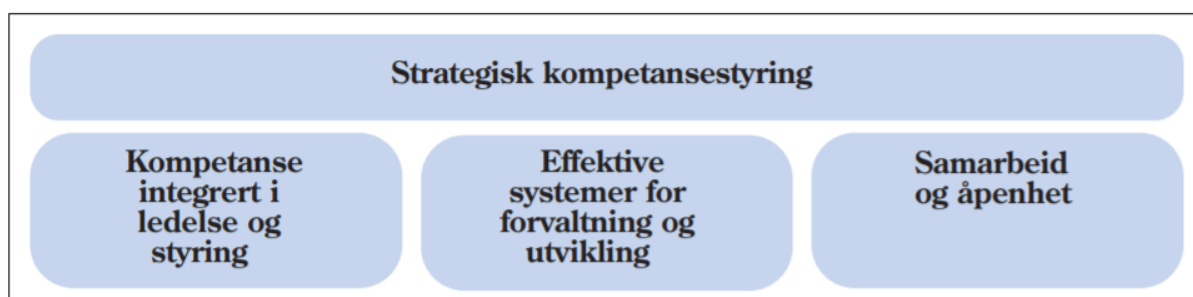 Strategisk kompetansestyring
Kompetanse
integrert i
ledelse og
styring
Effektive
systemer for
forvaltning og
utvikling
Samarbeid
og åpenhet